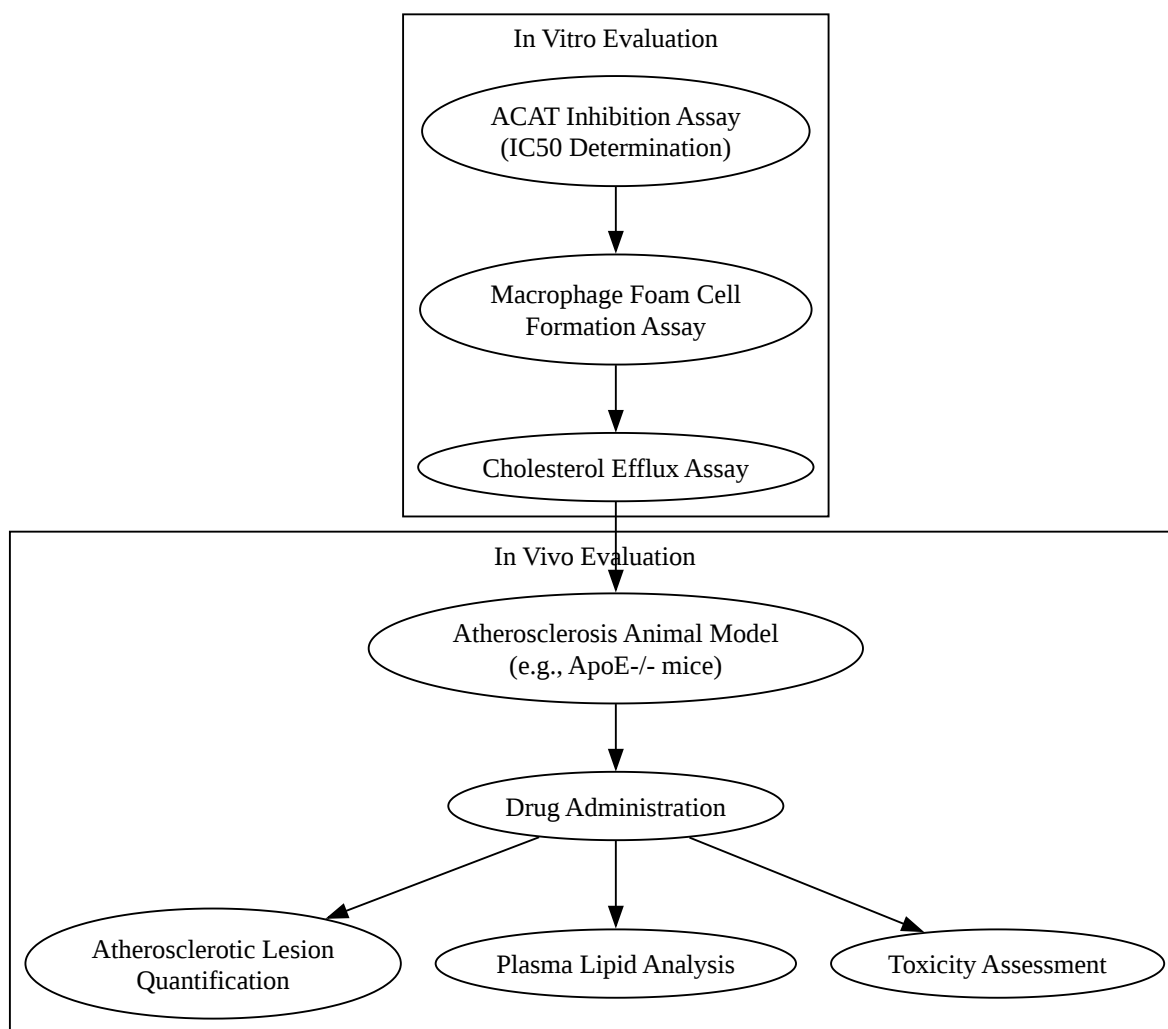 In Vitro Evaluation
ACAT Inhibition Assay
(IC50 Determination)
Macrophage Foam Cell
Formation Assay
Cholesterol Efflux Assay
In Vivo Evaluation
Atherosclerosis Animal Model
(e.g., ApoE-/- mice)
Drug Administration
Atherosclerotic Lesion
Quantification
Plasma Lipid Analysis
Toxicity Assessment